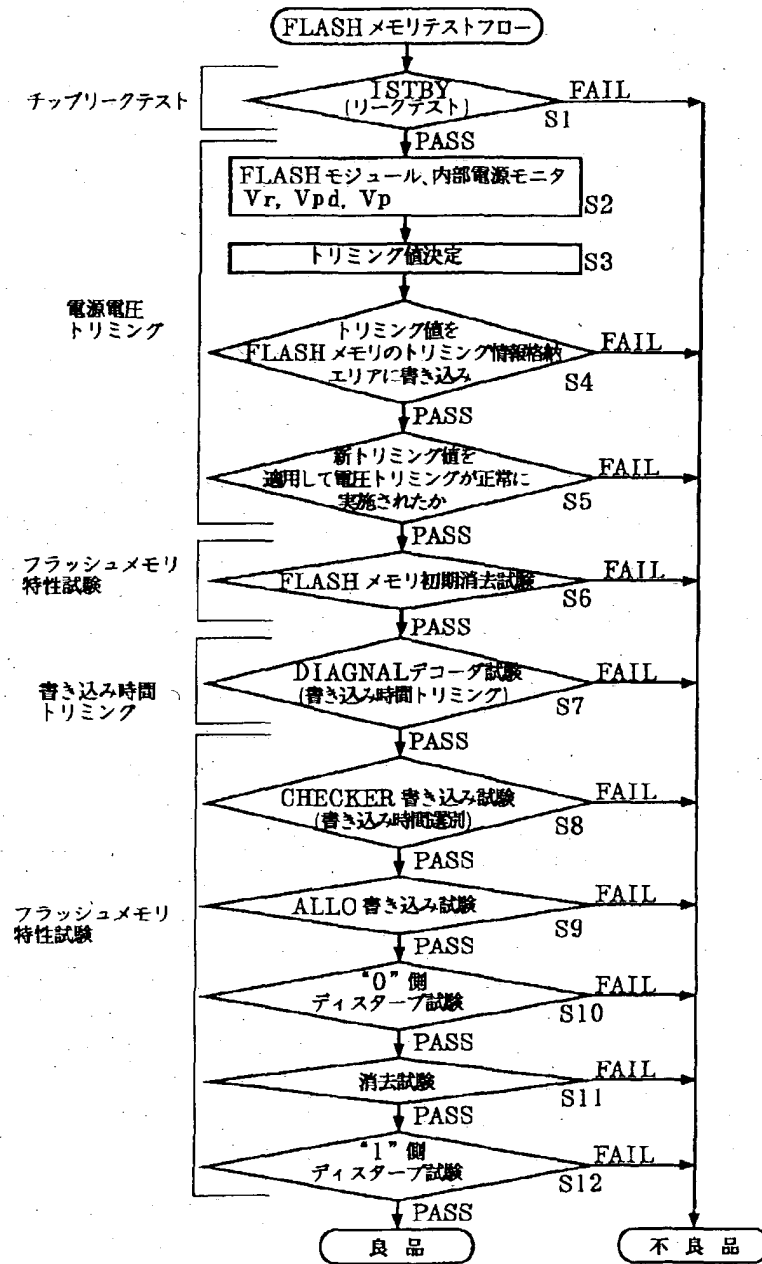 FLASHメモリテストフロー
チップリークテスト
ISTBY
(リークテスト)
FAIL
S1
PASS
FLASHモジュール、内部電源モニタ
Vr, Vpd, Vp
S2
トリミング値決定
S3
電源電圧
トリミング
トリミング値を
FLASHメモリのトリミング情報格納
エリアに書き込み
FAIL
S4
PASS
新トリミング値を
適用して電圧トリミングが正常に
実施されたか
FAIL
S5
PASS
フラッシュメモリ
特性試験
FLASHメモリ初期消去試験
FAIL
S6
PASS
書き込み時間
トリミング
DIAGNALデコーダ試験
(書き込み時間トリミング)
FAIL
S7
PASS
CHECKER 書き込み試験
(書き込み時間選別)
FAIL
S8
PASS
フラッシュメモリ
特性試験
ALLO 書き込み試験
FAIL
S9
PASS
“0” 側
ディスターブ試験
FAIL
S10
PASS
消去試験
FAIL
S11
PASS
“1” 側
ディスターブ試験
FAIL
S12
PASS
良品
不良品